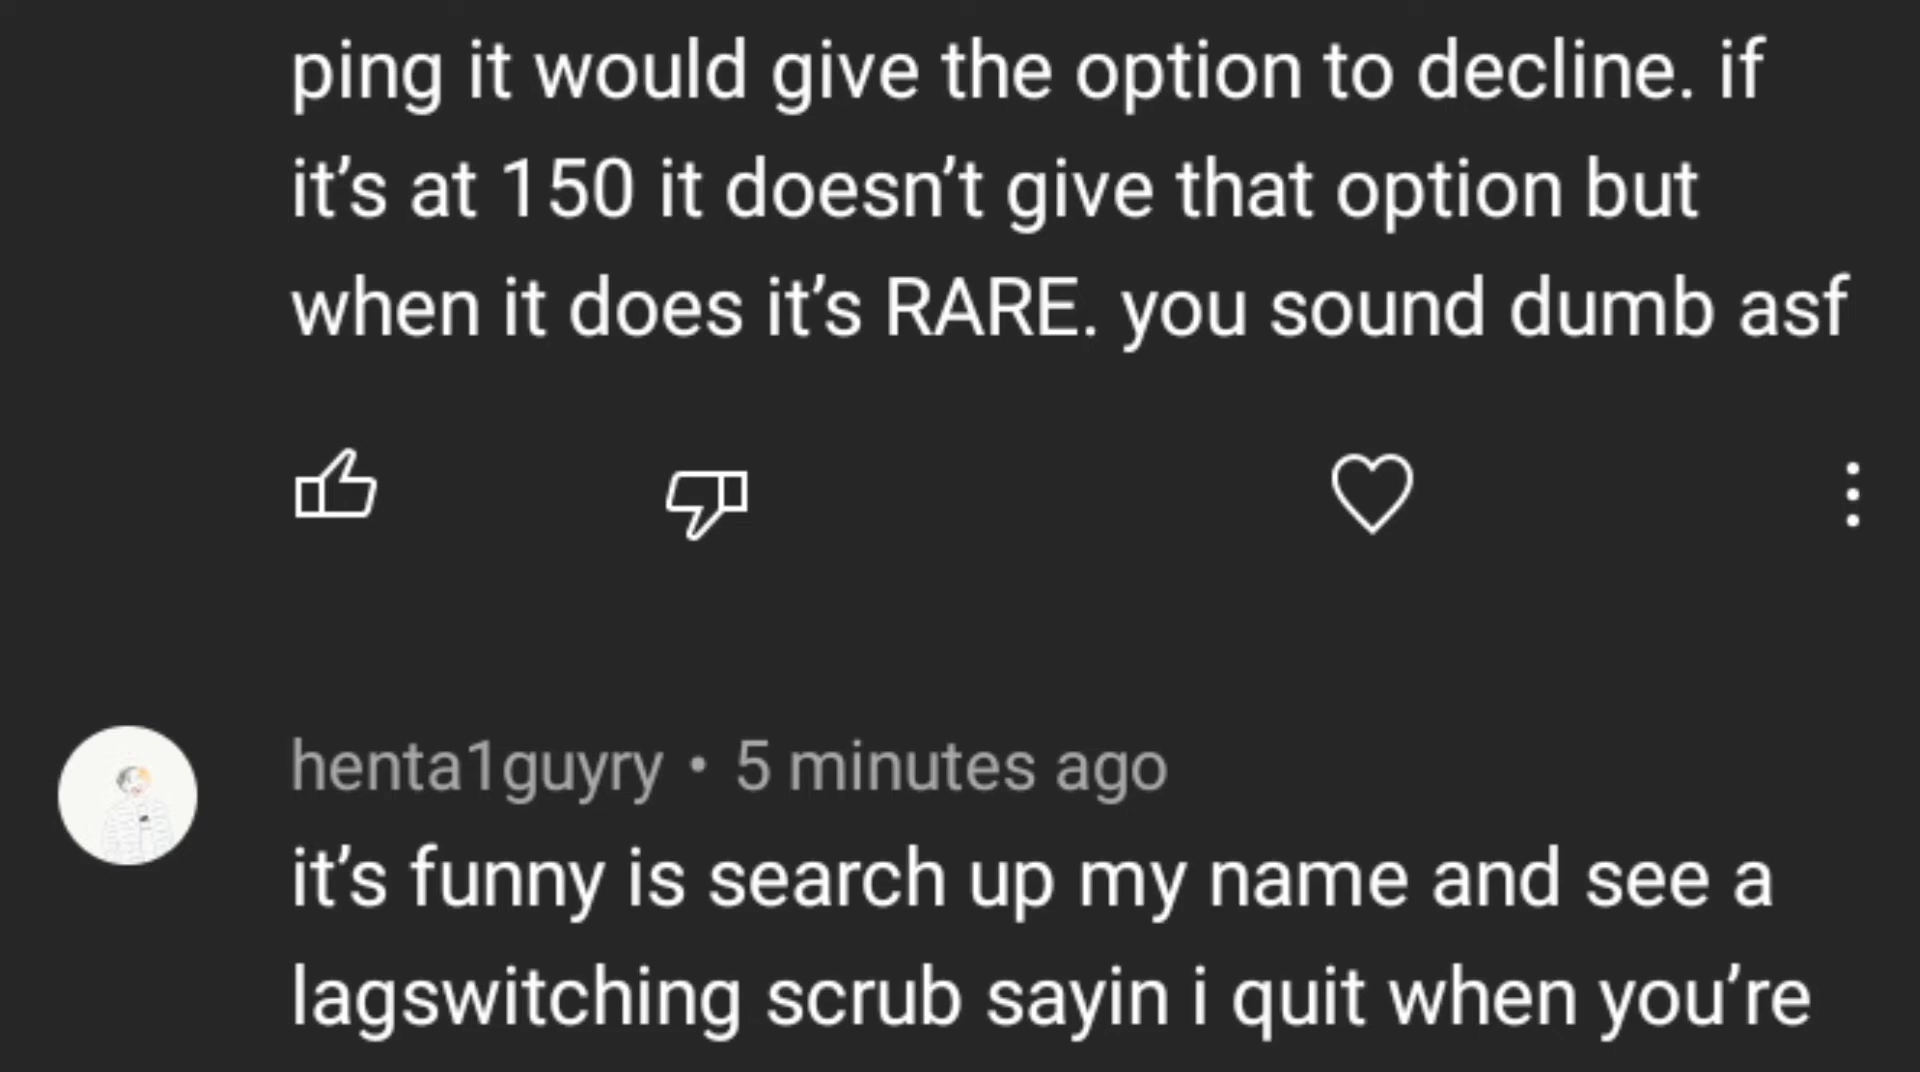 ping it would give the option to decline. if
it’s at 150 it doesn’t give that option but
when it does it’s RARE. you sound dumb asf
henta1guyry • 5 minutes ago
it’s funny is search up my name and see a
lagswitching scrub sayin i quit when you’re